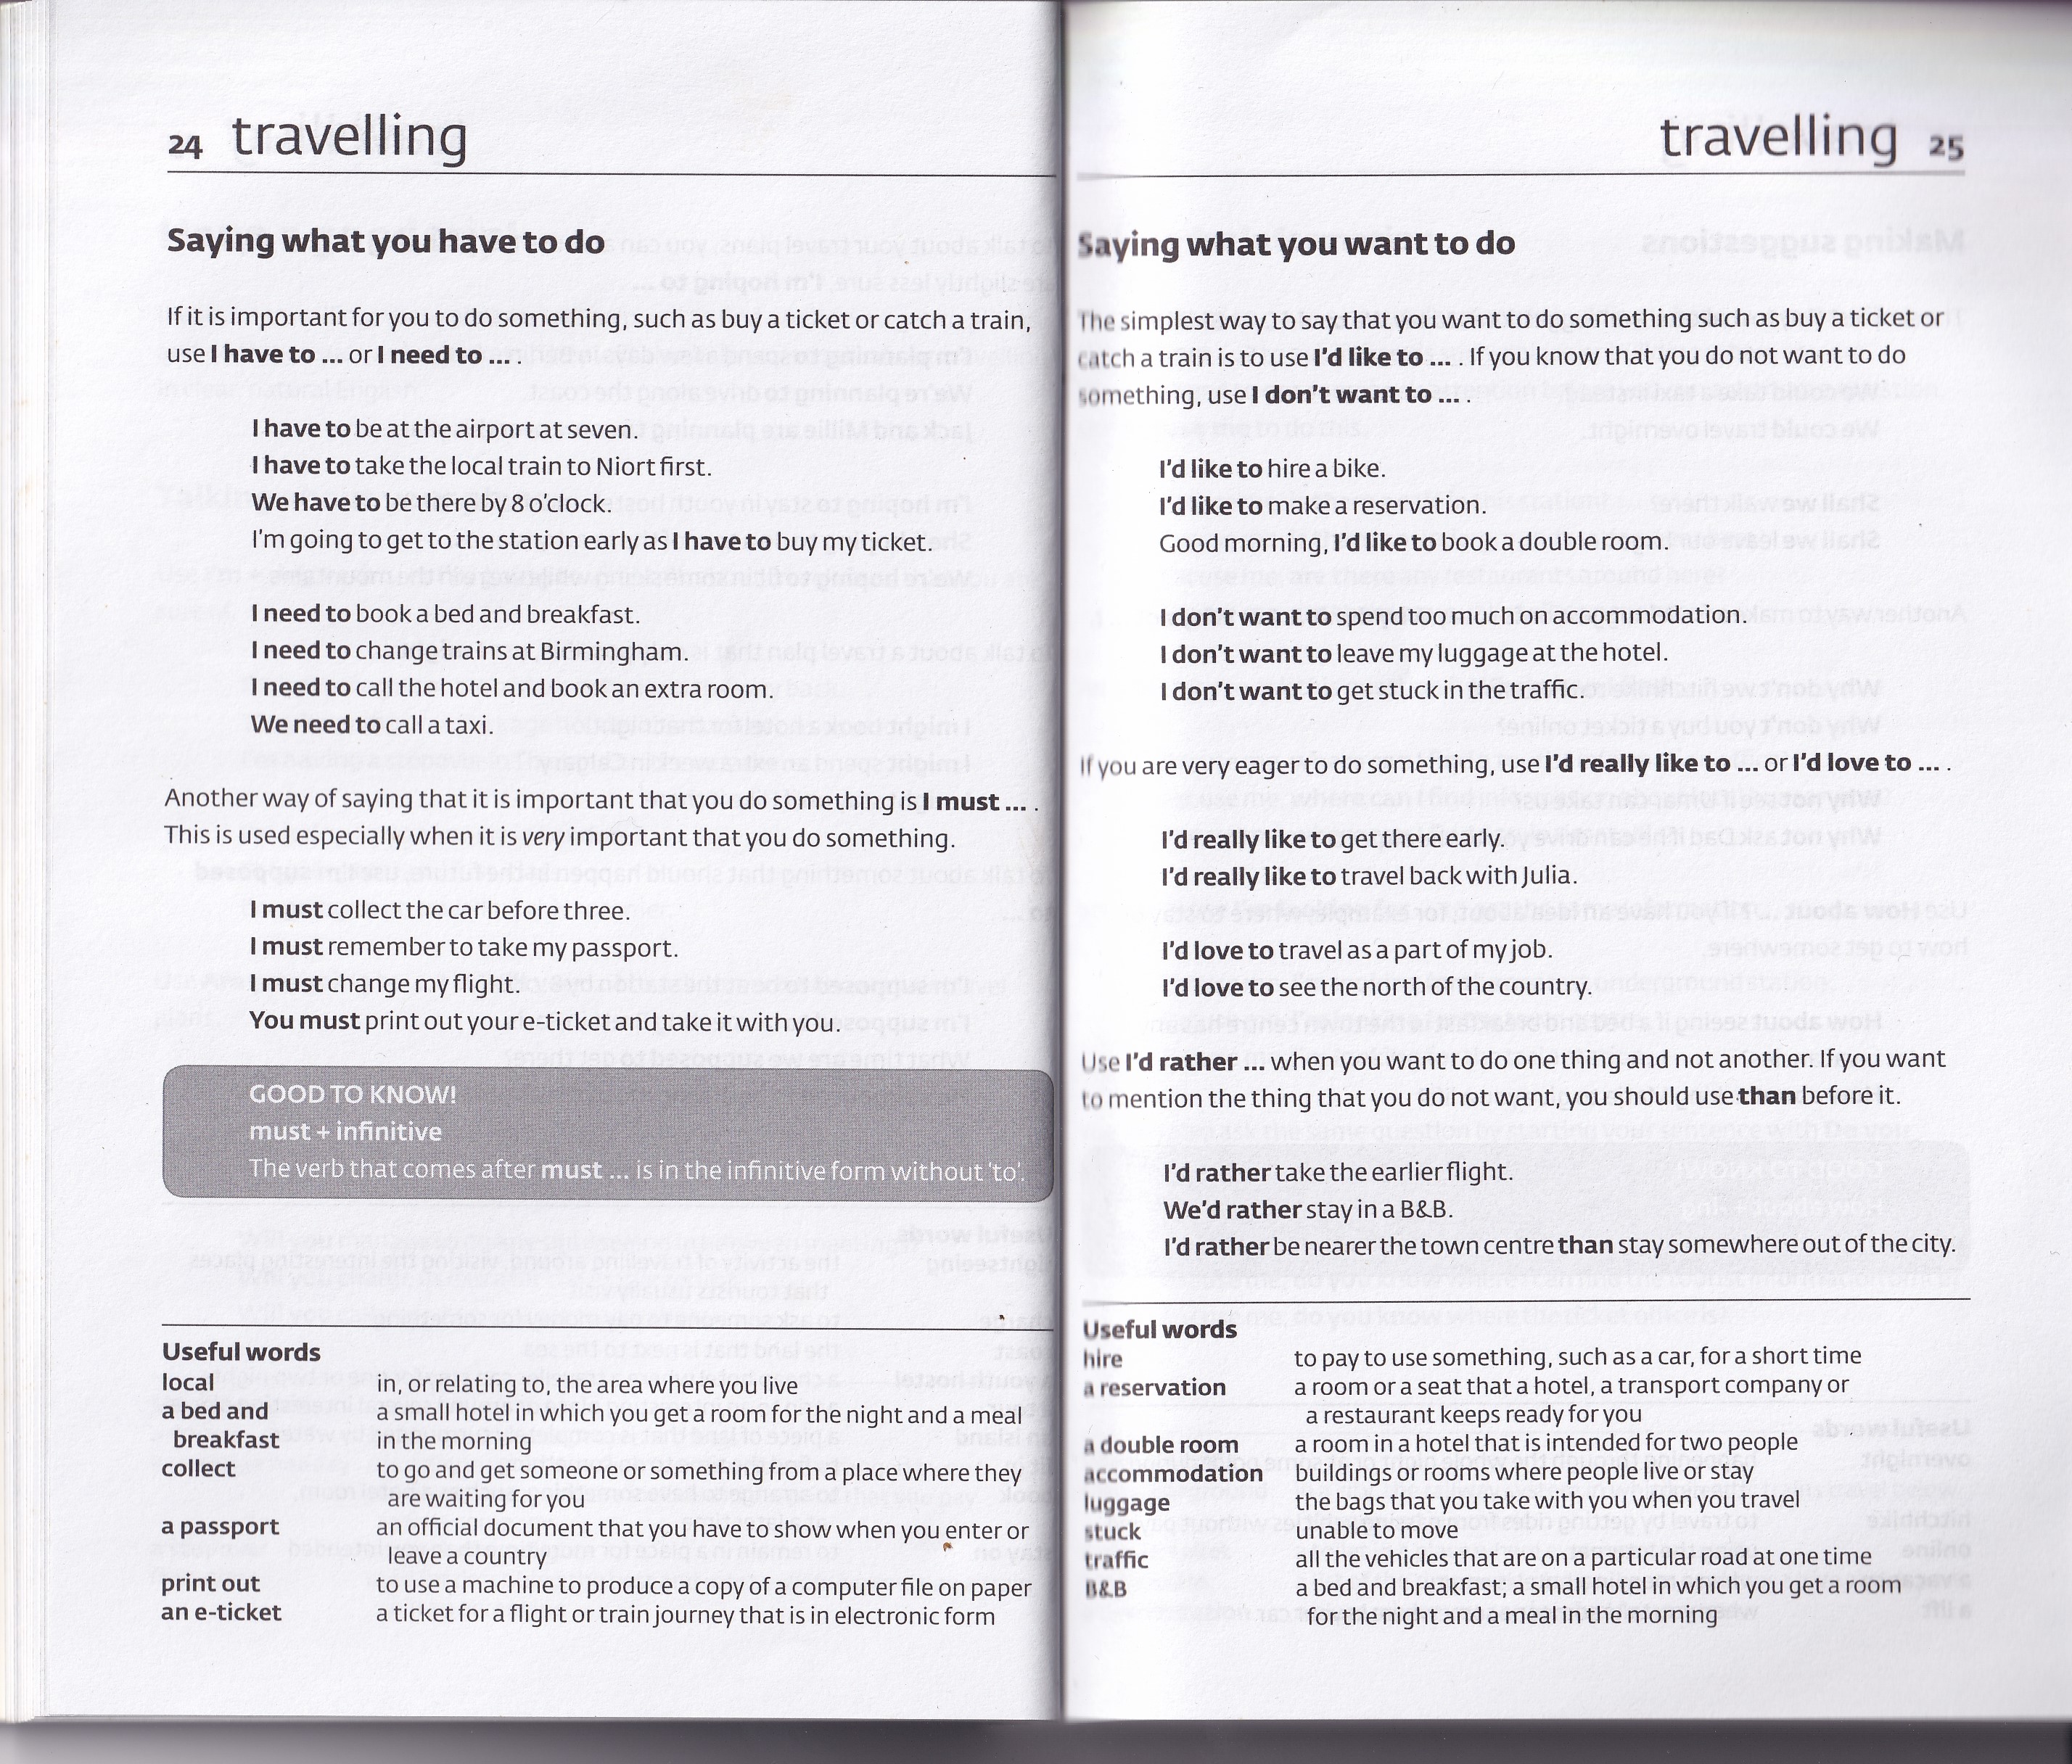 24 travelling
Saying what you have to do
If it is important for you to do something, such as buy a ticket or catch a train,
use I have to ... or I need to ... .
I have to be at the airport at seven.
I have to take the local train to Niort first.
We have to be there by 8 o'clock.
I'm going to get to the station early as I have to buy my ticket.
I need to book a bed and breakfast.
I need to change trains at Birmingham.
I need to call the hotel and book an extra room.
We need to call a taxi.
Another way of saying that it is important that you do something is I must ... .
This is used especially when it is very important that you do something.
I must collect the car before three.
I must remember to take my passport.
I must change my flight.
You must print out your e-ticket and take it with you.
GOOD TO KNOW!
must + infinitive
The verb that comes after must ... is in the infinitive form without 'to'.
Useful words
local in, or relating to, the area where you live
a bed and a small hotel in which you get a room for the night and a meal
breakfast in the morning
collect to go and get someone or something from a place where they
are waiting for you
a passport an official document that you have to show when you enter or
leave a country
print out to use a machine to produce a copy of a computer file on paper
an e-ticket a ticket for a flight or train journey that is in electronic form
travelling 25
Saying what you want to do
The simplest way to say that you want to do something such as buy a ticket or
catch a train is to use I'd like to ... . If you know that you do not want to do
something, use I don't want to ... .
I'd like to hire a bike.
I'd like to make a reservation.
Good morning, I'd like to book a double room.
I don't want to spend too much on accommodation.
I don't want to leave my luggage at the hotel.
I don't want to get stuck in the traffic.
If you are very eager to do something, use I'd really like to ... or I'd love to ... .
I'd really like to get there early.
I'd really like to travel back with Julia.
I'd love to travel as a part of my job.
I'd love to see the north of the country.
Use I'd rather ... when you want to do one thing and not another. If you want
to mention the thing that you do not want, you should use than before it.
I'd rather take the earlier flight.
We'd rather stay in a B&B.
I'd rather be nearer the town centre than stay somewhere out of the city.
Useful words
hire to pay to use something, such as a car, for a short time
a reservation a room or a seat that a hotel, a transport company or
a restaurant keeps ready for you
a double room a room in a hotel that is intended for two people
accommodation buildings or rooms where people live or stay
luggage the bags that you take with you when you travel
stuck unable to move
traffic all the vehicles that are on a particular road at one time
B&B a bed and breakfast; a small hotel in which you get a room
for the night and a meal in the morning